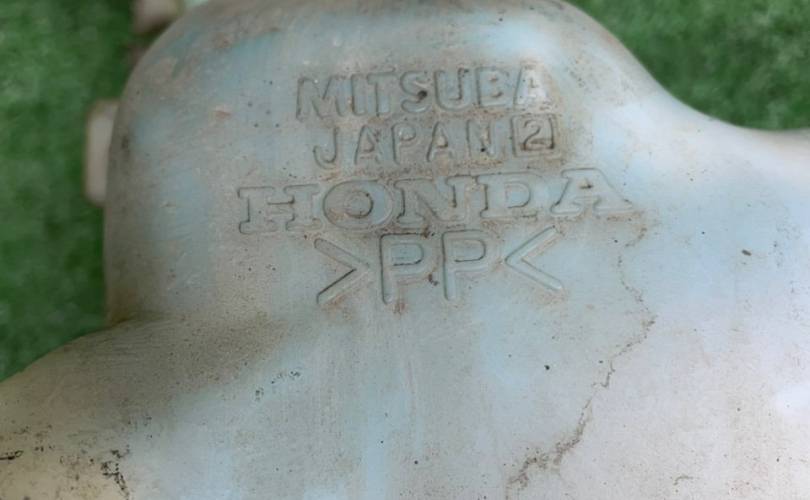 MITSUBA
JAPAN 2
HONDA
>PP<